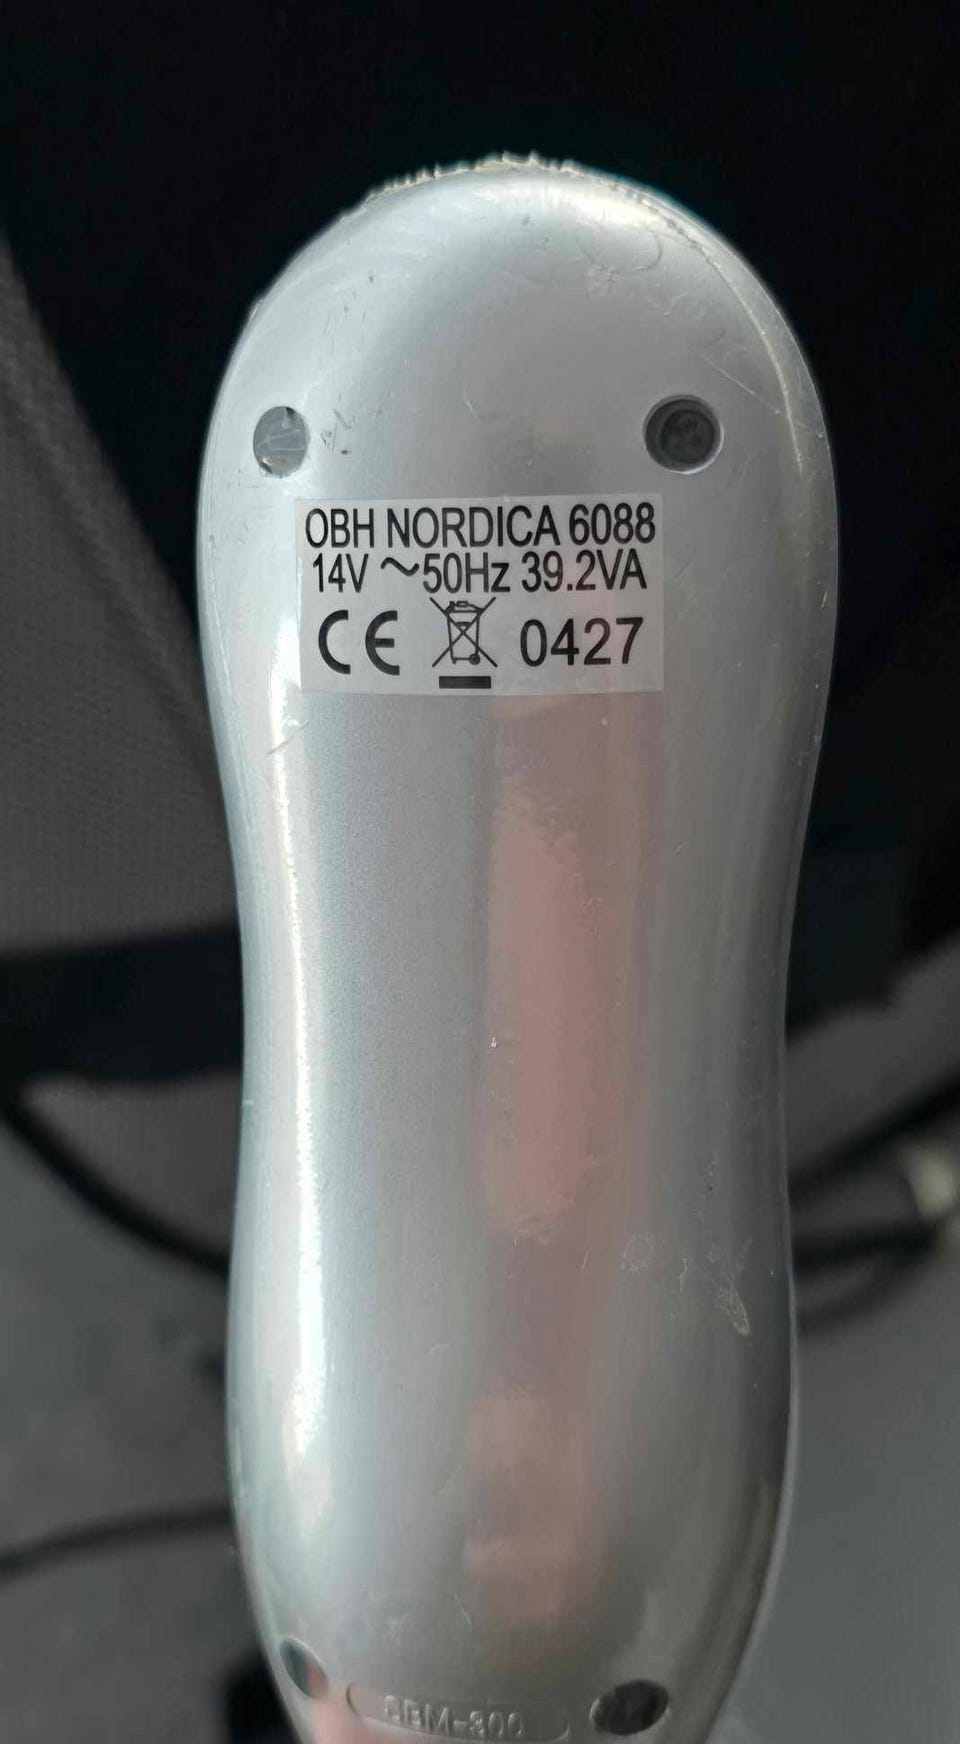 OBH NORDICA 6088
14V ~50Hz 39.2VA
CE 0427